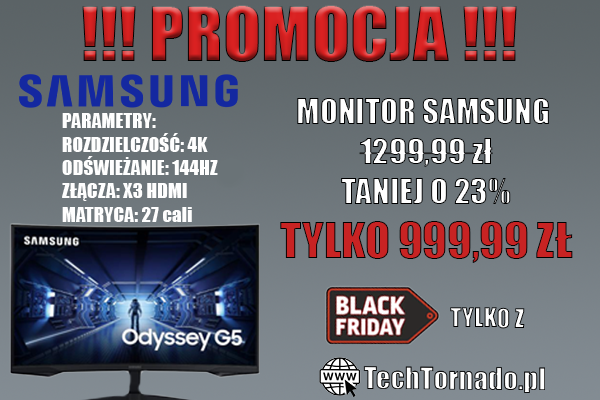 !!! PROMOCJA !!!
SAMSUNG
PARAMETRY:
ROZDZIELCZOŚĆ: 4K
ODŚWIEŻANIE: 144HZ
ZŁĄCZA: X3 HDMI
MATRYCA: 27 cali
MONITOR SAMSUNG
1299,99 zł
TANIEJ O 23%
TYLKO 999,99 ZŁ
SAMSUNG
Odyssey G5
BLACK
FRIDAY
TYLKO Z
www
TechTornado.pl